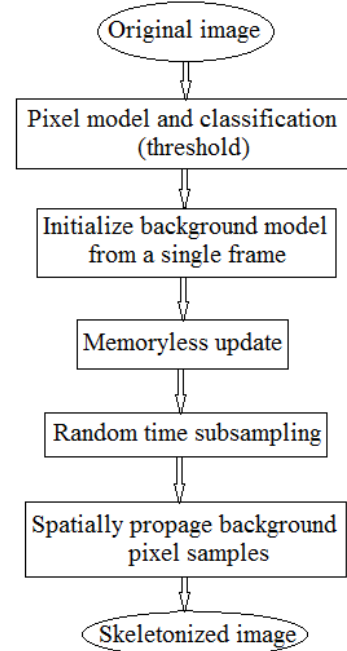 Original image
Pixel model and classification
(threshold)
Initialize background model
from a single frame
Memoryless update
Random time subsampling
Spatially propage background
pixel samples
Skeletonized image